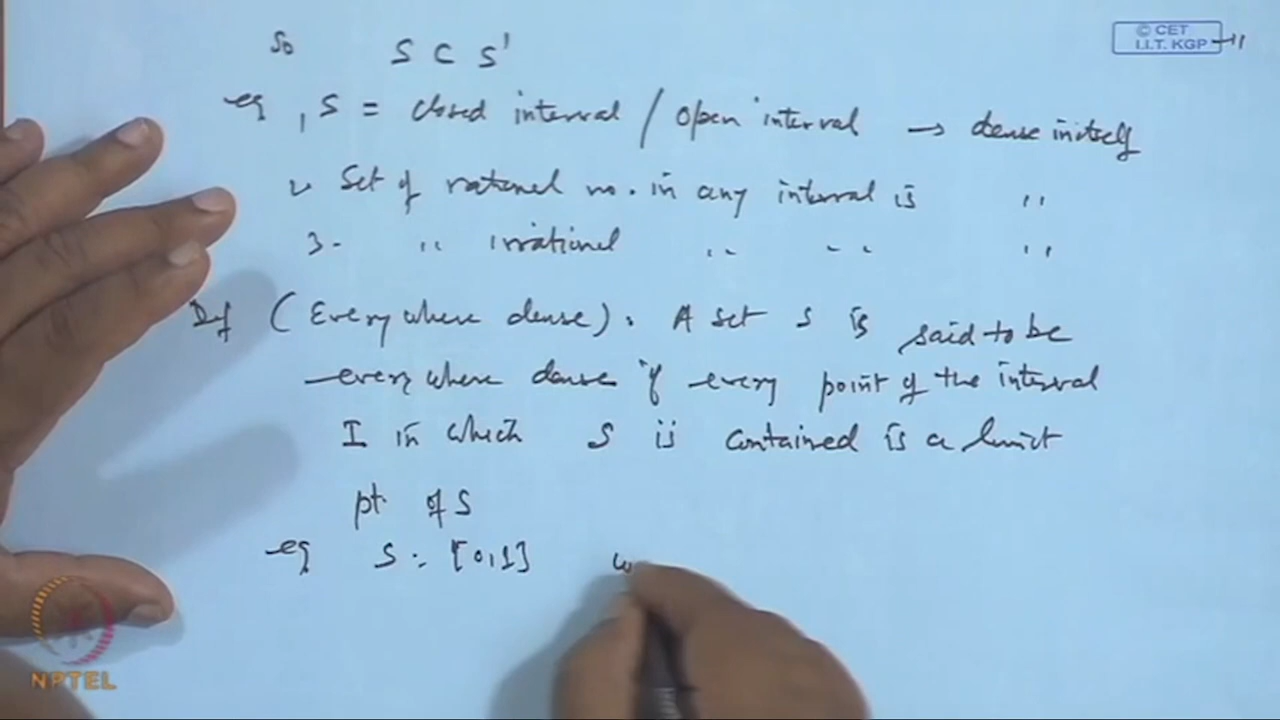 So S ⊂ S'
© CET
I.I.T. KGP
eg 1, S = closed interval / open interval → dense in itself
2. Set of rational no. in any interval is ''
3. '' irrational '' '' ''
Def (Everywhere dense). A set S is said to be
everywhere dense if every point of the interval
I in which S is contained is a limit
pt. of S
eg S : [0,1]
NPTEL